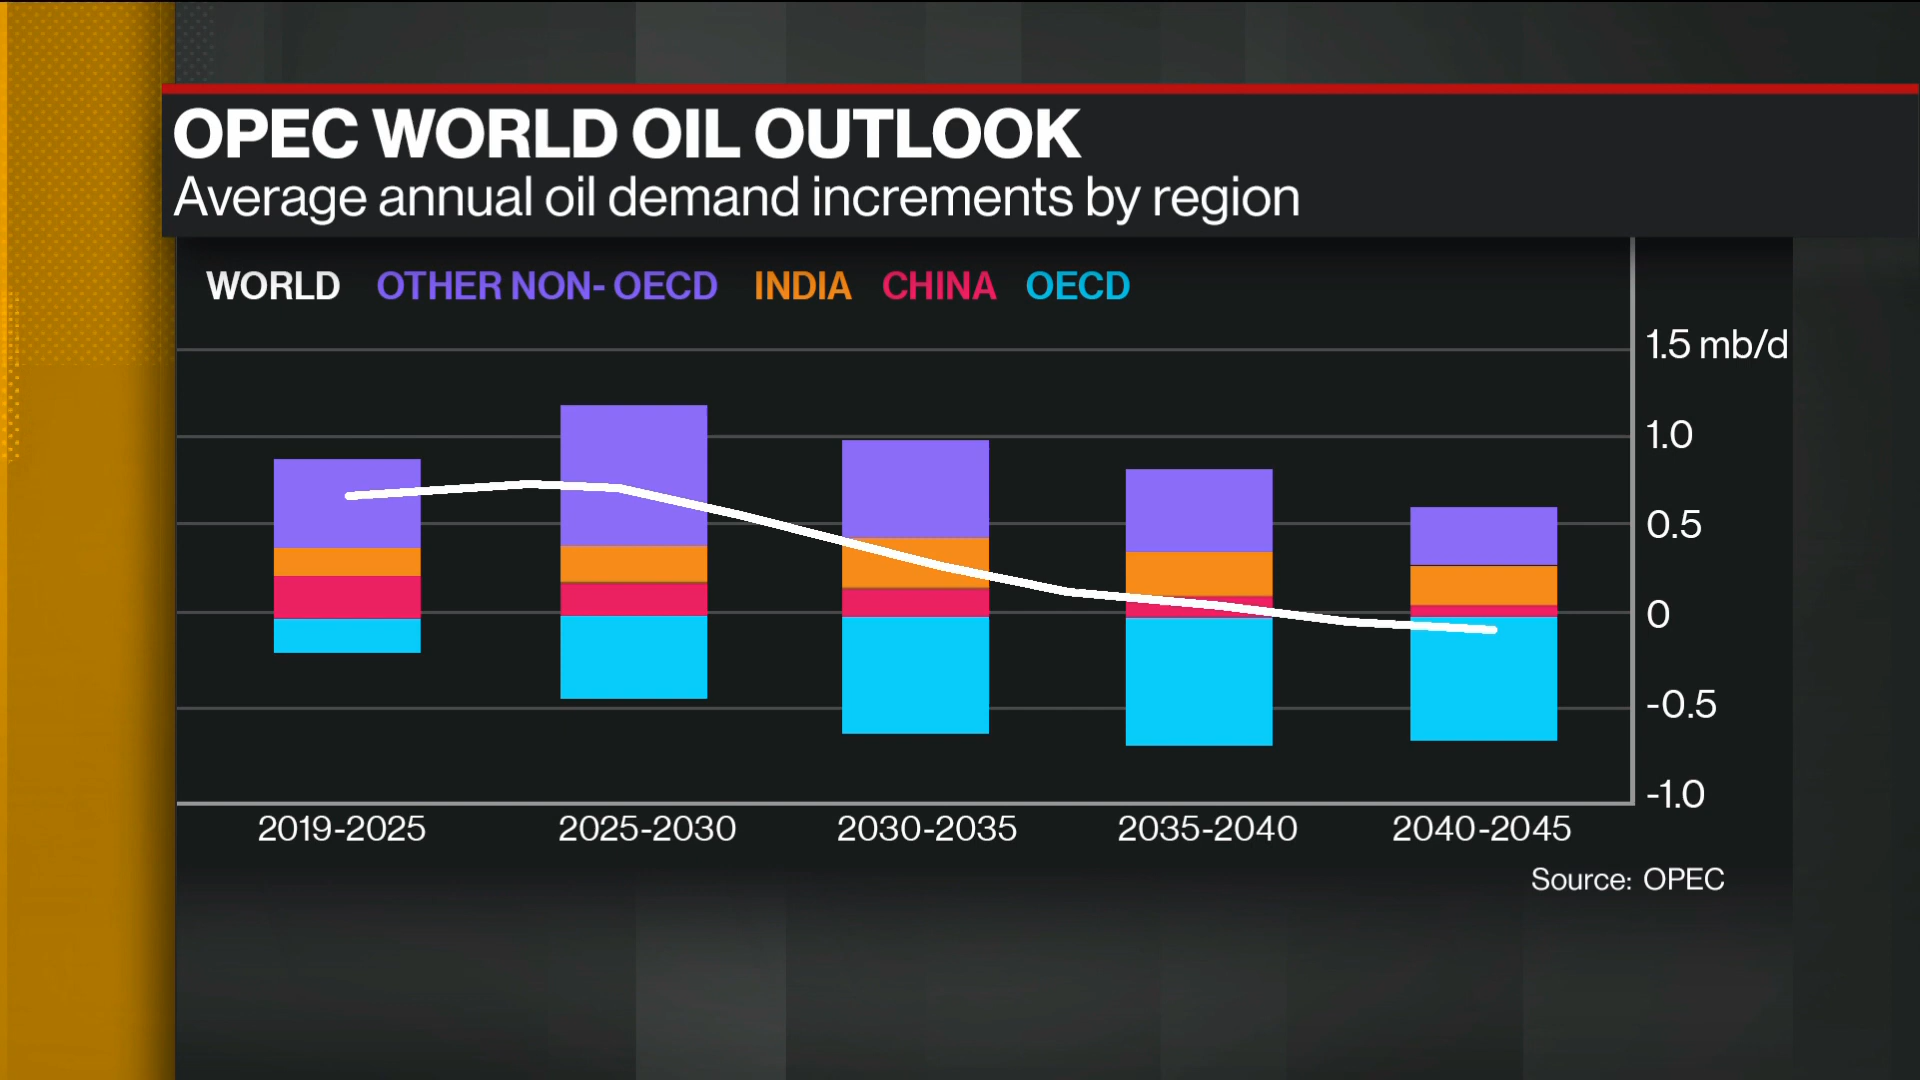 OPEC WORLD OIL OUTLOOK
Average annual oil demand increments by region
WORLD OTHER NON- OECD INDIA CHINA OECD
1.5 mb/d
1.0
0.5
0
-0.5
-1.0
2019-2025 2025-2030 2030-2035 2035-2040 2040-2045
Source: OPEC